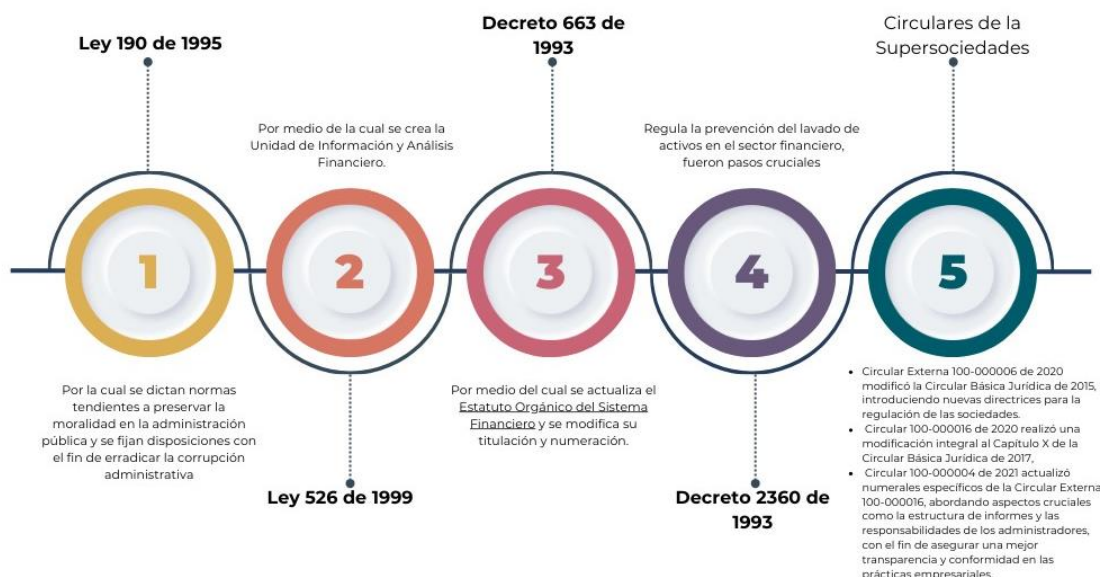 Ley 190 de 1995
1
Por la cual se dictan normas
tendientes a preservar la
moralidad en la administración
pública y se fijan disposiciones con
el fin de erradicar la corrupción
administrativa
Por medio de la cual se crea la
Unidad de Información y Análisis
Financiero.
2
Ley 526 de 1999
Decreto 663 de
1993
3
Por medio del cual se actualiza el
Estatuto Orgánico del Sistema
Financiero y se modifica su
titulación y numeración.
Regula la prevención del lavado de
activos en el sector financiero,
fueron pasos cruciales
4
Decreto 2360 de
1993
Circulares de la
Supersociedades
5
• Circular Externa 100-000006 de 2020
modificó la Circular Básica Jurídica de 2015,
introduciendo nuevas directrices para la
regulación de las sociedades.
• Circular 100-000016 de 2020 realizó una
modificación integral al Capítulo X de la
Circular Básica Jurídica de 2017,
• Circular 100-000004 de 2021 actualizó
numerales específicos de la Circular Externa
100-000016, abordando aspectos cruciales
como la estructura de informes y las
responsabilidades de los administradores,
con el fin de asegurar una mejor
transparencia y conformidad en las
prácticas empresariales